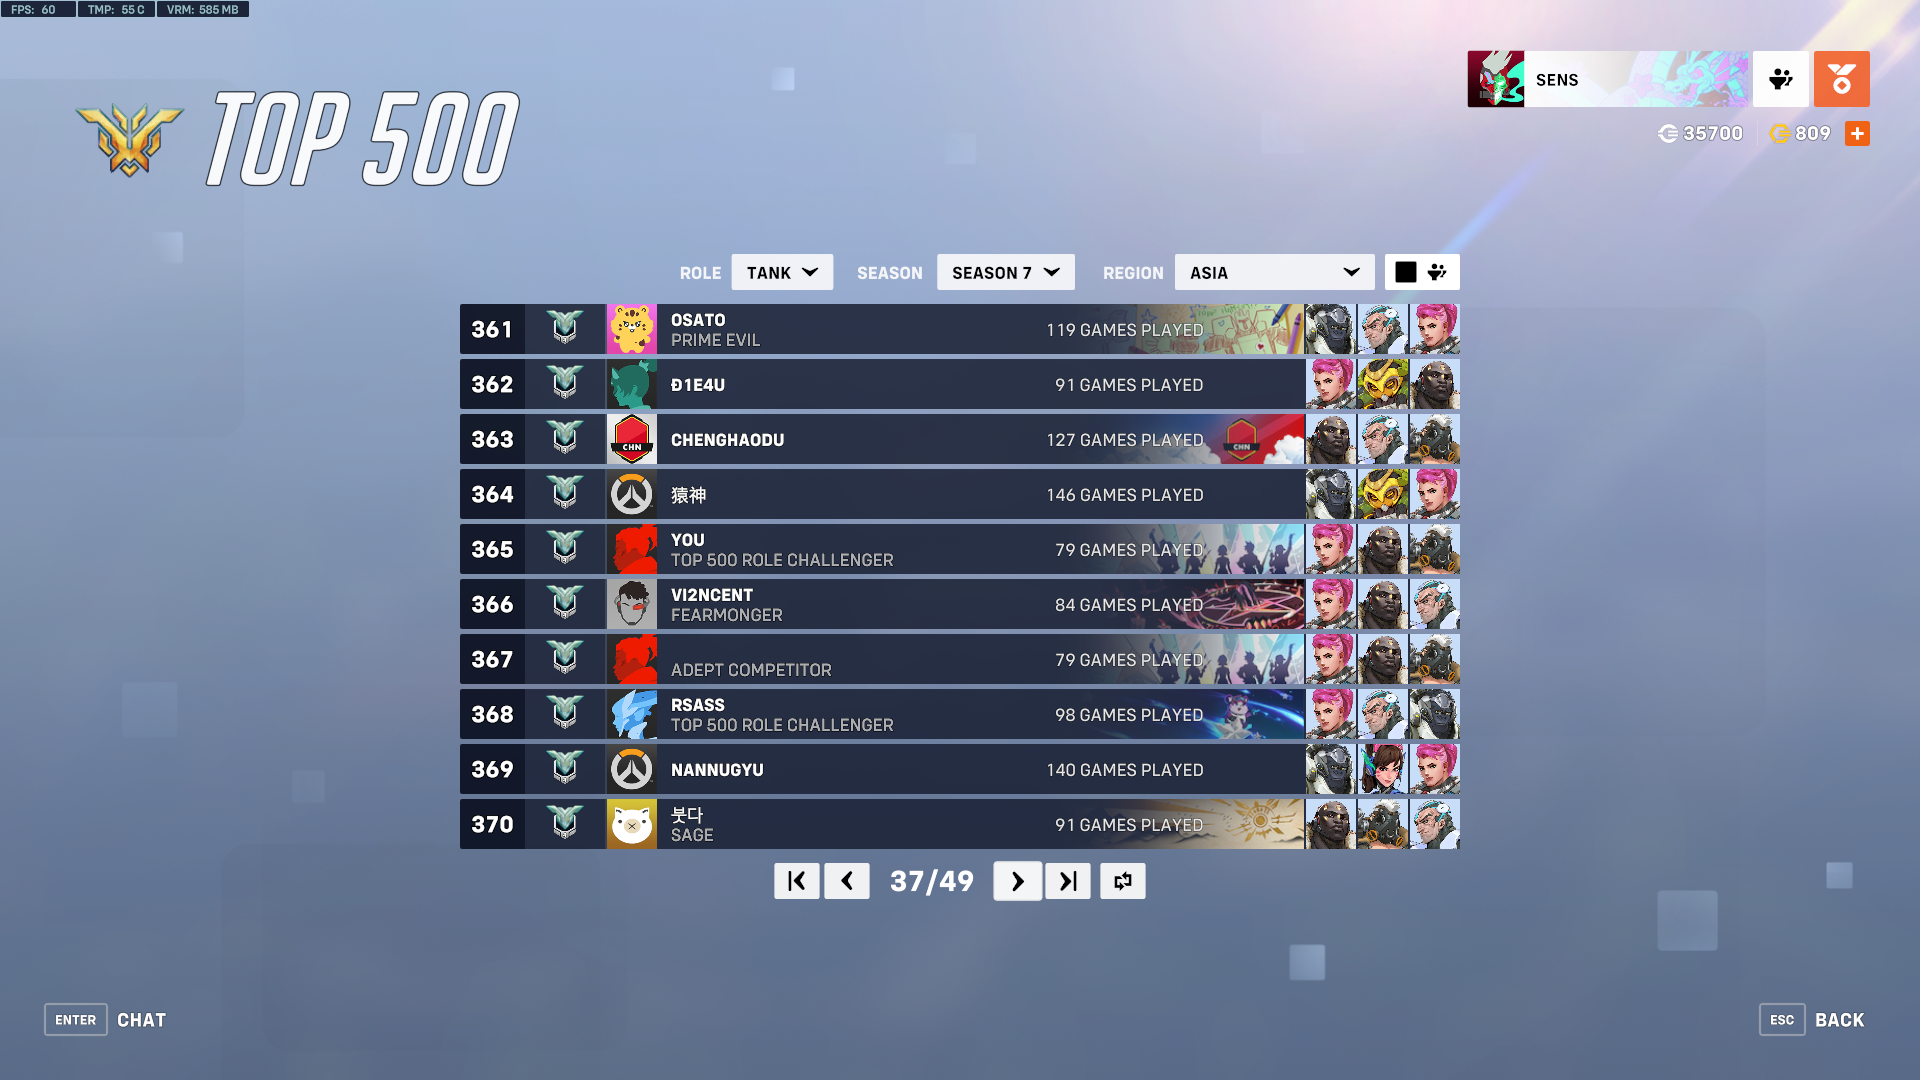 FPS: 60 TMP: 55 C VRM: 585 MB
TOP 500
SENS
35700 809
ROLE TANK SEASON SEASON 7 REGION ASIA
361 OSATO
PRIME EVIL
119 GAMES PLAYED
362 Đ1E4U 91 GAMES PLAYED
363 CHN CHENGHAODU 127 GAMES PLAYED CHN
364 猿神 146 GAMES PLAYED
365 YOU
TOP 500 ROLE CHALLENGER
79 GAMES PLAYED
366 VI2NCENT
FEARMONGER
84 GAMES PLAYED
367 ADEPT COMPETITOR
79 GAMES PLAYED
368 RSASS
TOP 500 ROLE CHALLENGER
98 GAMES PLAYED
369 NANNUGYU 140 GAMES PLAYED
370 붓다
SAGE
91 GAMES PLAYED
37/49
ENTER CHAT
ESC BACK